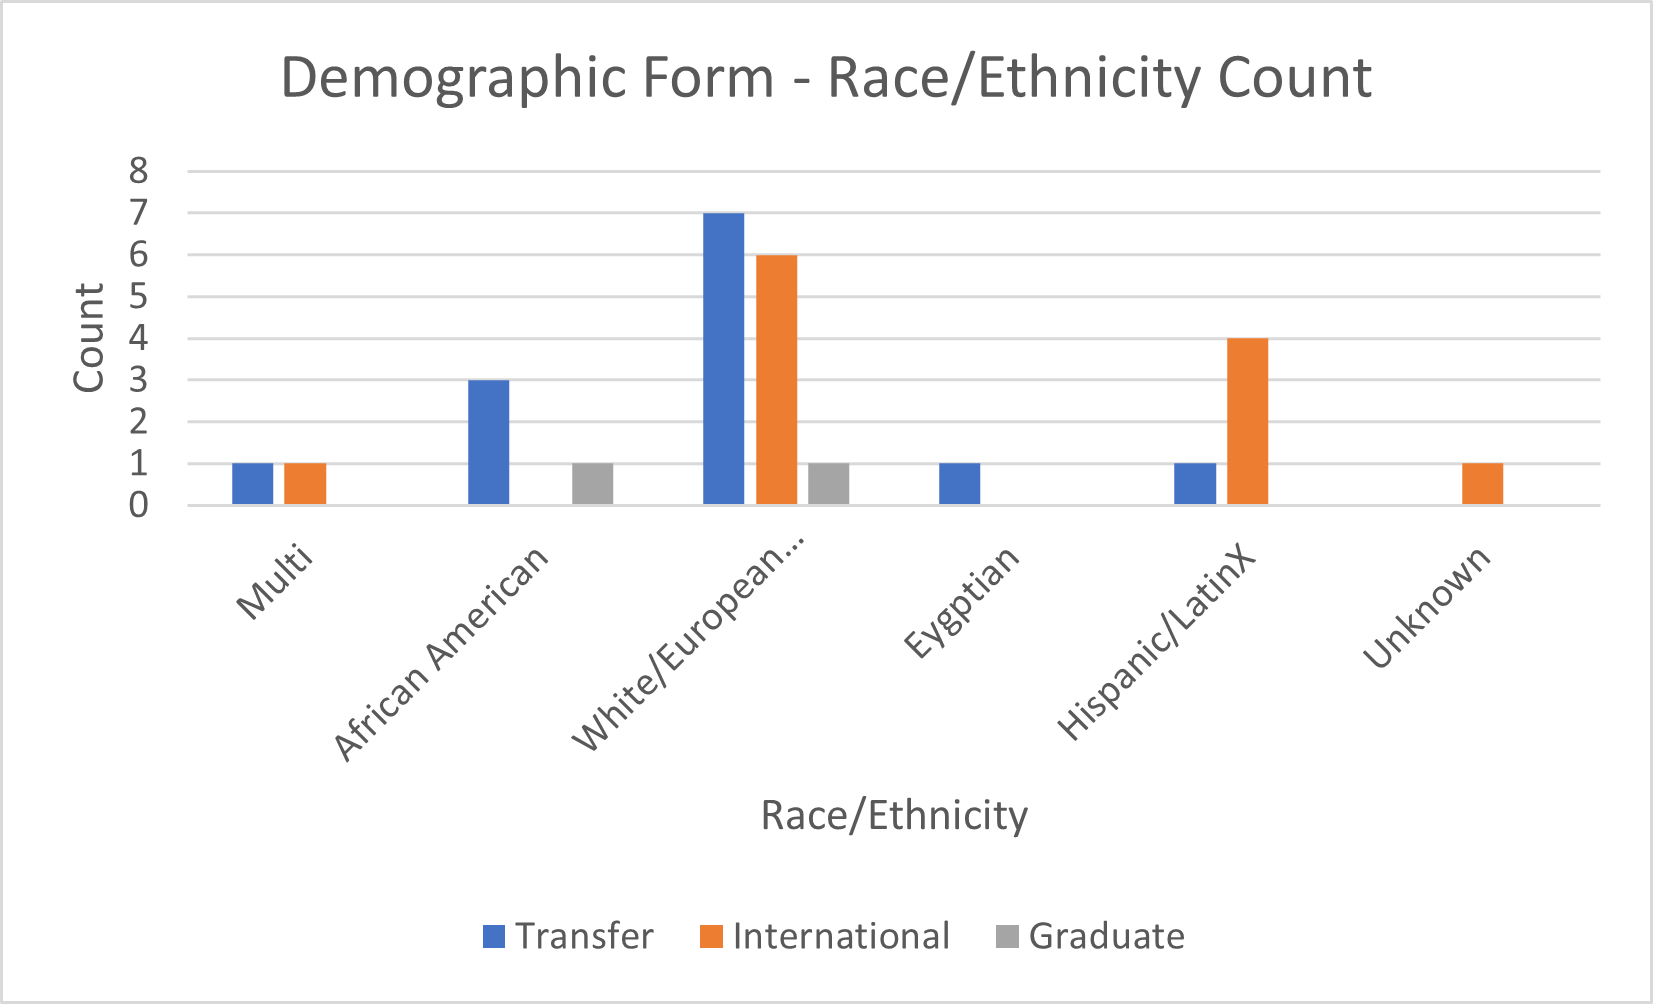 Demographic Form - Race/Ethnicity Count
8
7
6
5
4
3
2
1
0
Count
Multi
African American
White/European...
Eygptian
Hispanic/LatinX
Unknown
Race/Ethnicity
Transfer
International
Graduate